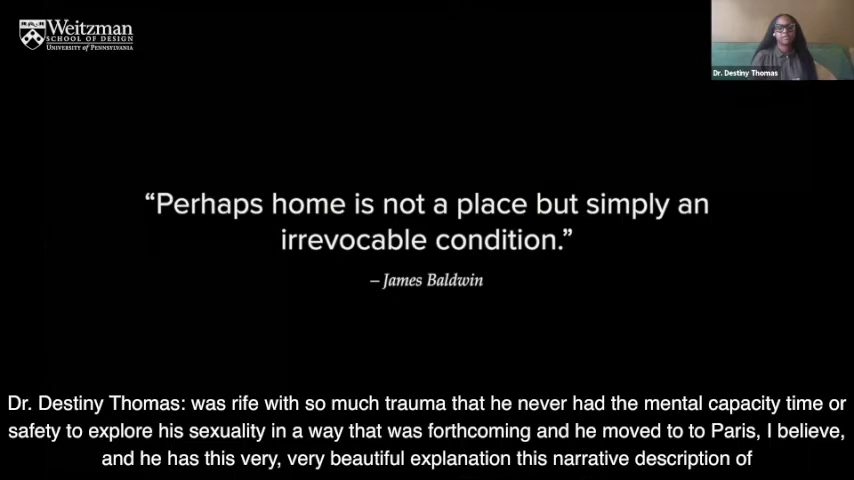 Weitzman
SCHOOL OF DESIGN
UNIVERSITY of PENNSYLVANIA
Dr. Destiny Thomas
“Perhaps home is not a place but simply an
irrevocable condition.”
– James Baldwin
Dr. Destiny Thomas: was rife with so much trauma that he never had the mental capacity time or
safety to explore his sexuality in a way that was forthcoming and he moved to to Paris, I believe,
and he has this very, very beautiful explanation this narrative description of